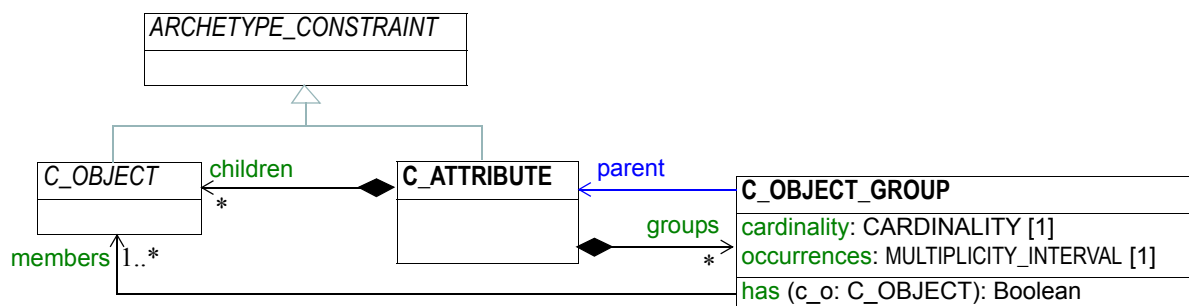 ARCHETYPE_CONSTRAINT
C_OBJECT
children
*
C_ATTRIBUTE
parent
C_OBJECT_GROUP
groups
*
cardinality: CARDINALITY [1]
occurrences: MULTIPLICITY_INTERVAL [1]
members 1..*
has (c_o: C_OBJECT): Boolean